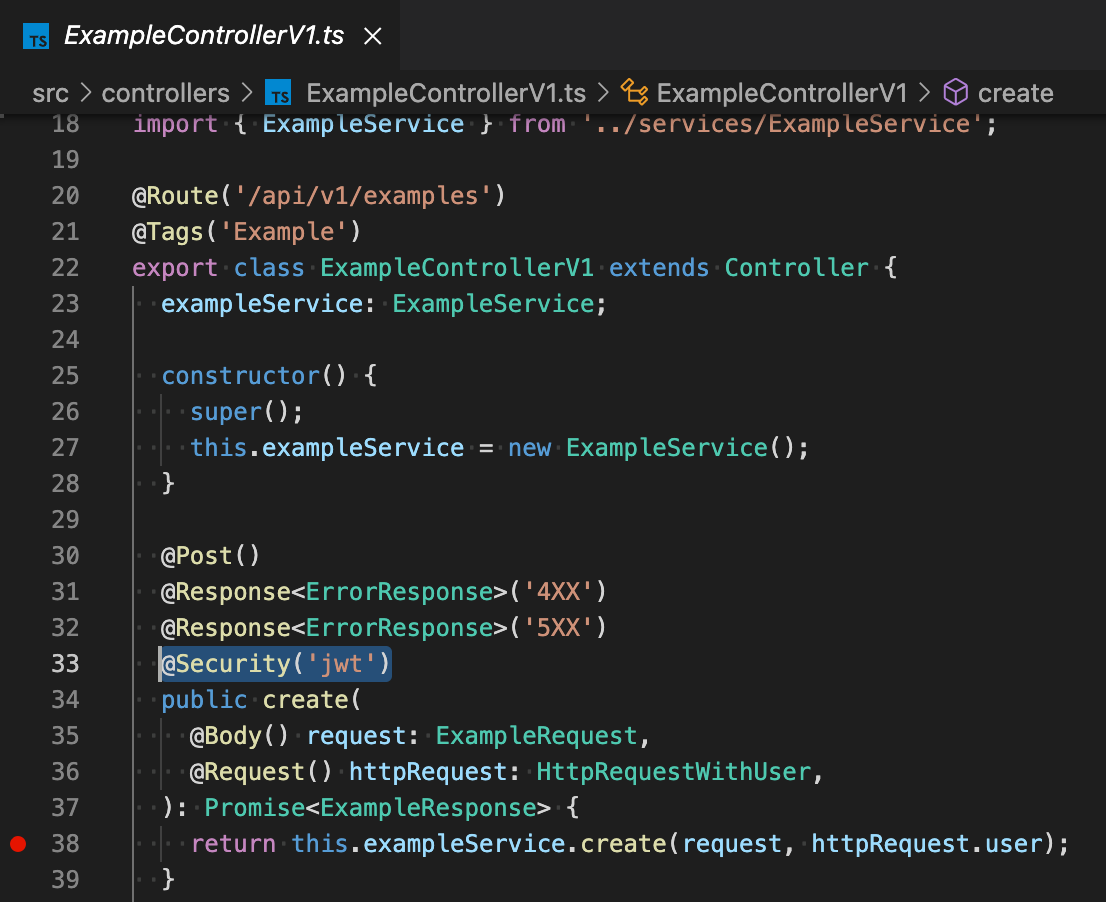 TS ExampleControllerV1.ts ×
src > controllers > TS ExampleControllerV1.ts > ExampleControllerV1 > create
18 import { ExampleService } from '../services/ExampleService';
19
20 @Route('/api/v1/examples')
21 @Tags('Example')
22 export class ExampleControllerV1 extends Controller {
23   exampleService: ExampleService;
24
25   constructor() {
26     super();
27     this.exampleService = new ExampleService();
28   }
29
30   @Post()
31   @Response<ErrorResponse>('4XX')
32   @Response<ErrorResponse>('5XX')
33   @Security('jwt')
34   public create(
35     @Body() request: ExampleRequest,
36     @Request() httpRequest: HttpRequestWithUser,
37   ): Promise<ExampleResponse> {
38     return this.exampleService.create(request, httpRequest.user);
39   }